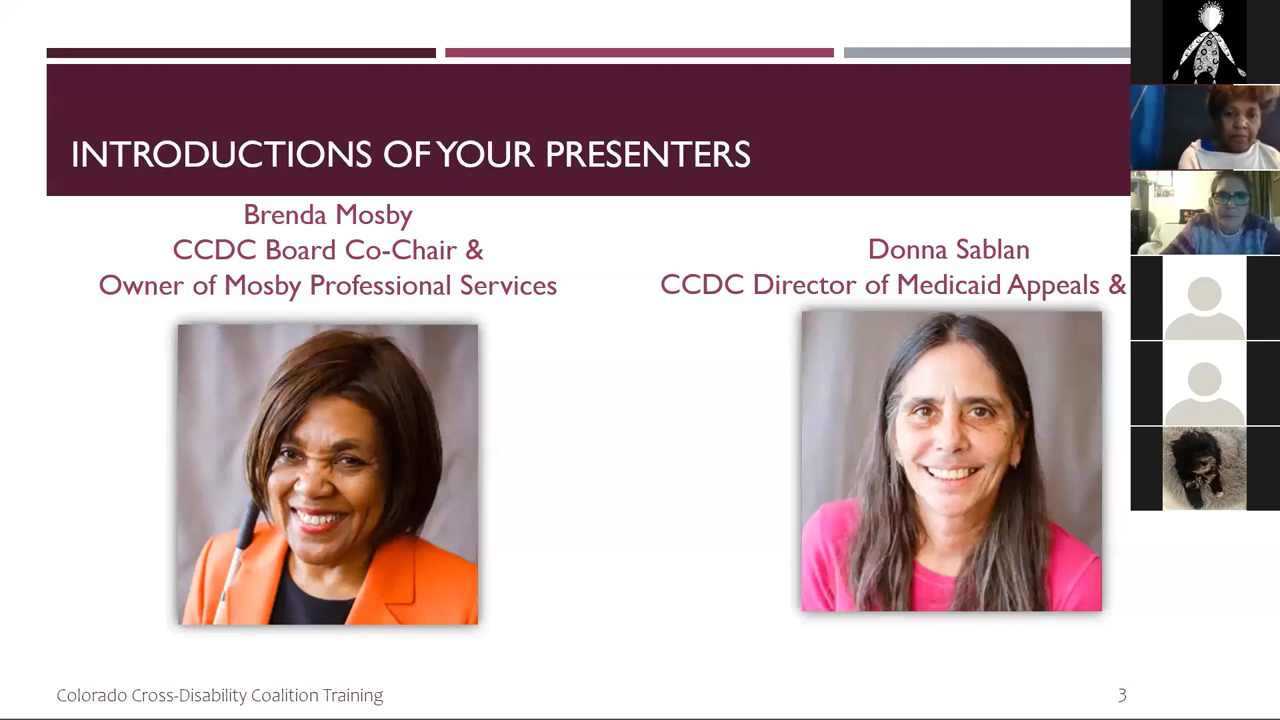 INTRODUCTIONS OF YOUR PRESENTERS
Brenda Mosby
CCDC Board Co-Chair &
Owner of Mosby Professional Services
Donna Sablan
CCDC Director of Medicaid Appeals &
Colorado Cross-Disability Coalition Training
3